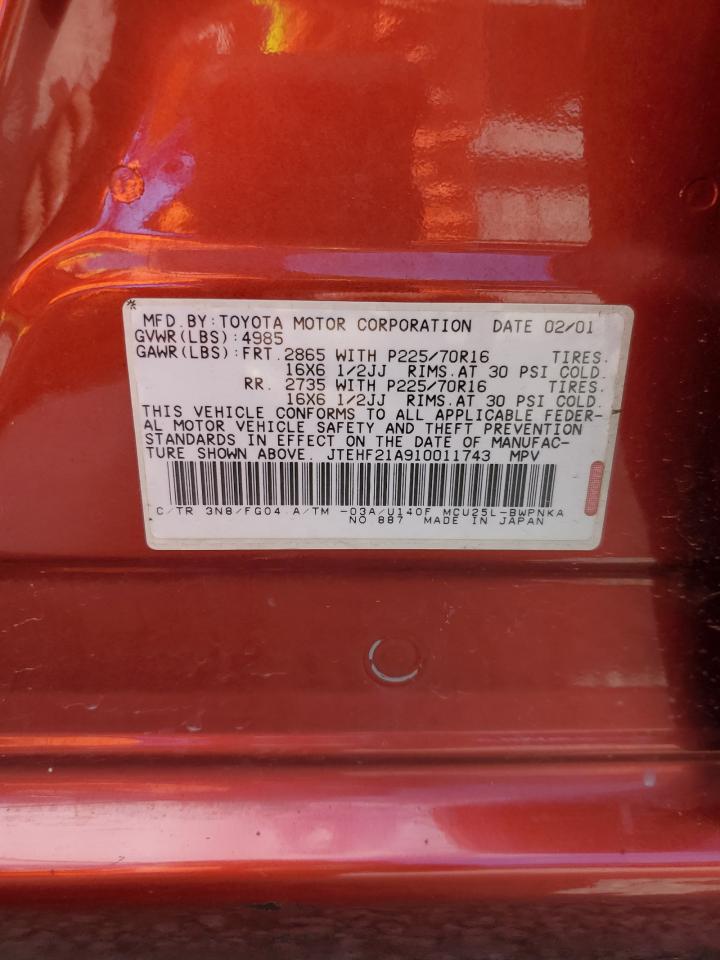 MFD.BY:TOYOTA MOTOR CORPORATION DATE 02/01
GVWR(LBS):4985
GAWR(LBS):FRT.2865 WITH P225/70R16 TIRES.
16X6 1/2JJ RIMS.AT 30 PSI COLD.
RR. 2735 WITH P225/70R16 TIRES.
16X6 1/2JJ RIMS.AT 30 PSI COLD.
THIS VEHICLE CONFORMS TO ALL APPLICABLE FEDER-
AL MOTOR VEHICLE SAFETY AND THEFT PREVENTION
STANDARDS IN EFFECT ON THE DATE OF MANUFAC-
TURE SHOWN ABOVE. JTEHF21A910011743 MPV
C/TR 3N8/FG04 A/TM -03A/U140F MCU25L-BWPNKA
NO 887 MADE IN JAPAN